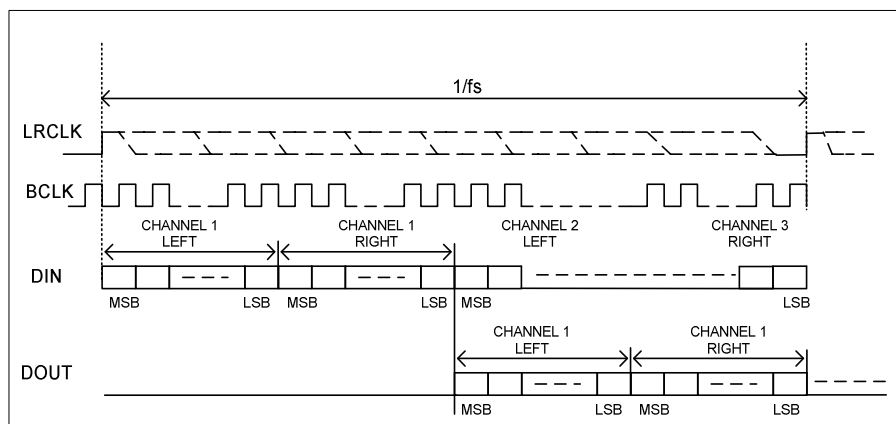 1/fs
LRCLK
BCLK
CHANNEL 1 LEFT
CHANNEL 1 RIGHT
CHANNEL 2 LEFT
CHANNEL 3 RIGHT
DIN
MSB LSB MSB LSB MSB LSB
CHANNEL 1 LEFT
CHANNEL 1 RIGHT
DOUT
MSB LSB MSB LSB